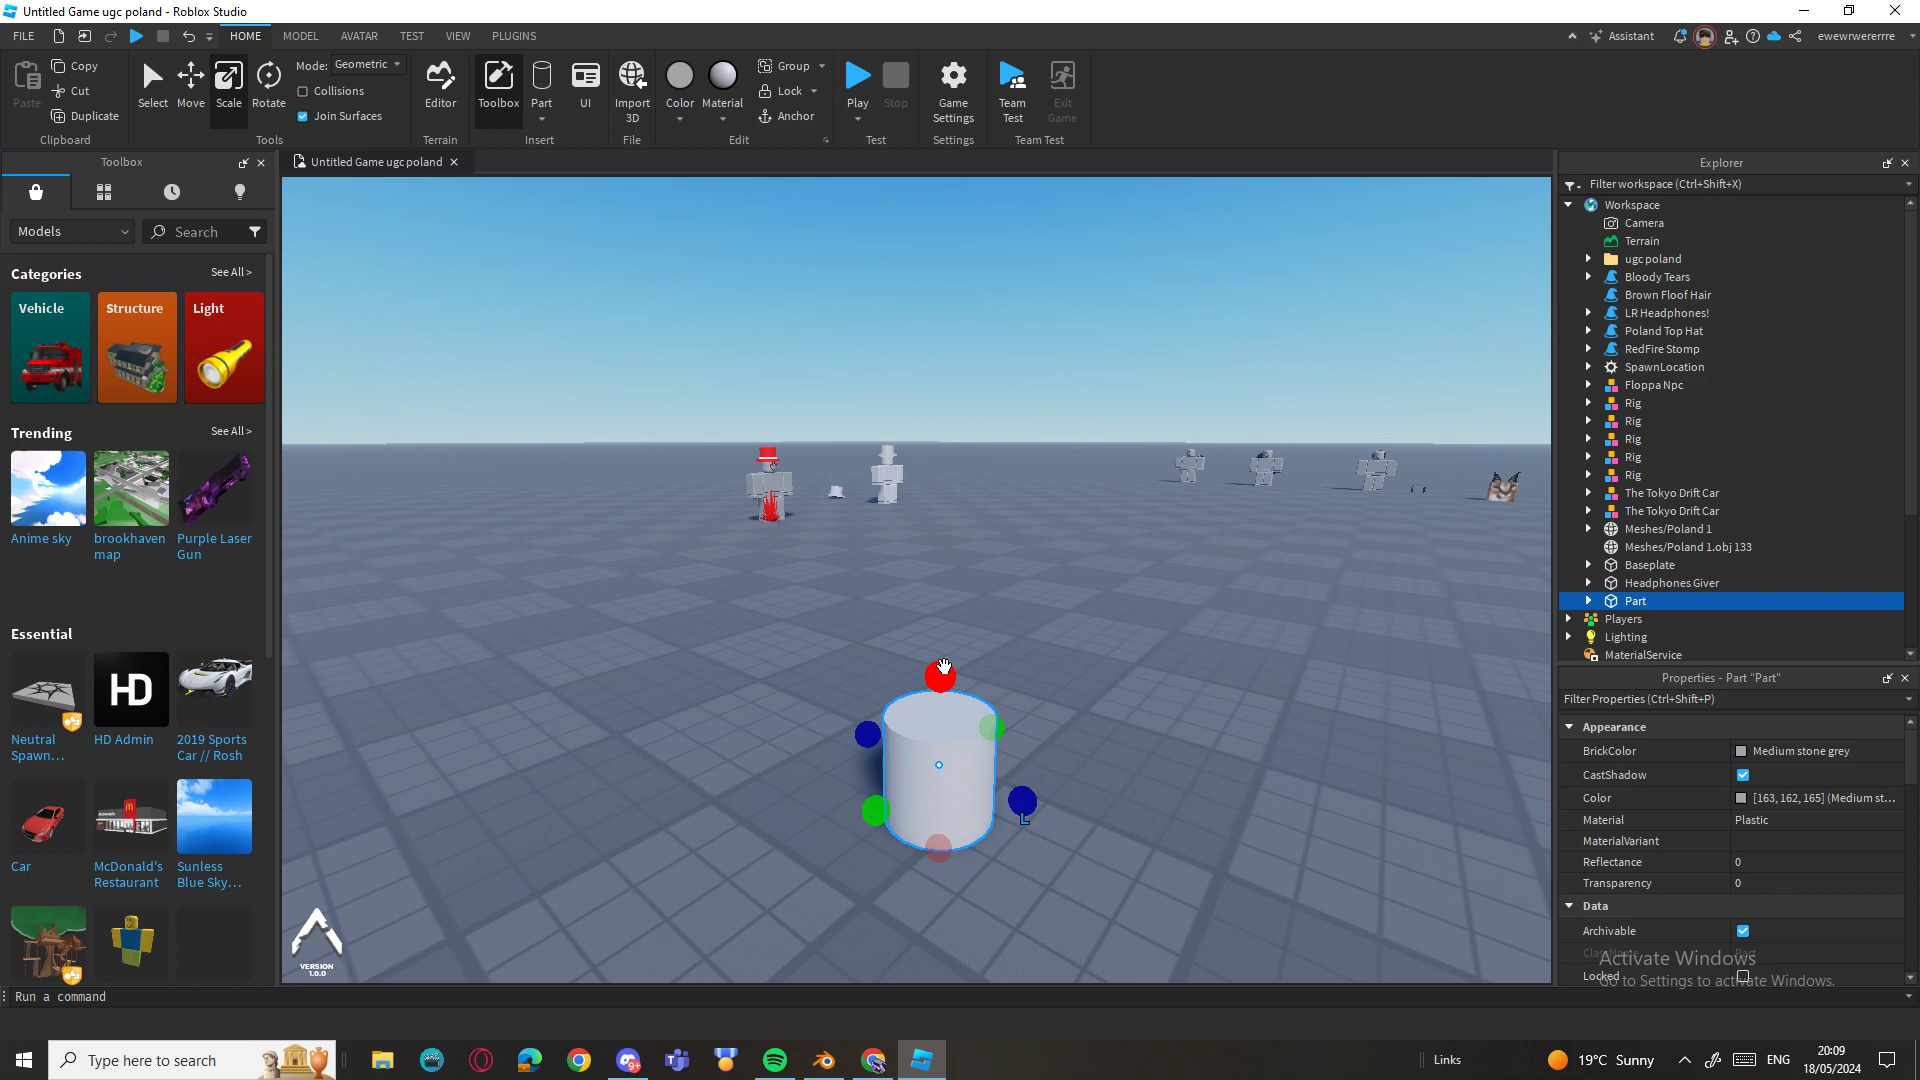 Untitled Game ugc poland - Roblox Studio
FILE HOME MODEL AVATAR TEST VIEW PLUGINS Assistant ewewrwererrre
Paste Copy Cut Duplicate Clipboard
Select Move Scale Rotate Mode: Geometric Collisions Join Surfaces Tools
Editor Terrain
Toolbox Part UI Insert
Import 3D File
Color Material Group Lock Anchor Edit
Play Stop Test
Game Settings Settings
Team Test Exit Game Team Test
Toolbox
Models Search
Categories See All >
Vehicle Structure Light
Trending See All >
Anime sky brookhaven map Purple Laser Gun
Essential
HD
Neutral Spawn... HD Admin 2019 Sports Car // Rosh
McDonald's
Car McDonald's Restaurant Sunless Blue Sky...
Untitled Game ugc poland
L
VERSION
1.0.0
Explorer
Filter workspace (Ctrl+Shift+X)
Workspace
Camera
Terrain
ugc poland
Bloody Tears
Brown Floof Hair
LR Headphones!
Poland Top Hat
RedFire Stomp
SpawnLocation
Floppa Npc
Rig
Rig
Rig
Rig
Rig
The Tokyo Drift Car
The Tokyo Drift Car
Meshes/Poland 1
Meshes/Poland 1.obj 133
Baseplate
Headphones Giver
Part
Players
Lighting
MaterialService
Properties - Part "Part"
Filter Properties (Ctrl+Shift+P)
Appearance
BrickColor Medium stone grey
CastShadow
Color [163, 162, 165] (Medium st...
Material Plastic
MaterialVariant
Reflectance 0
Transparency 0
Data
Archivable
ClassName Part
Locked
Activate Windows
Go to Settings to activate Windows.
Run a command
Type here to search
9+
Links
19°C Sunny
ENG
20:09
18/05/2024